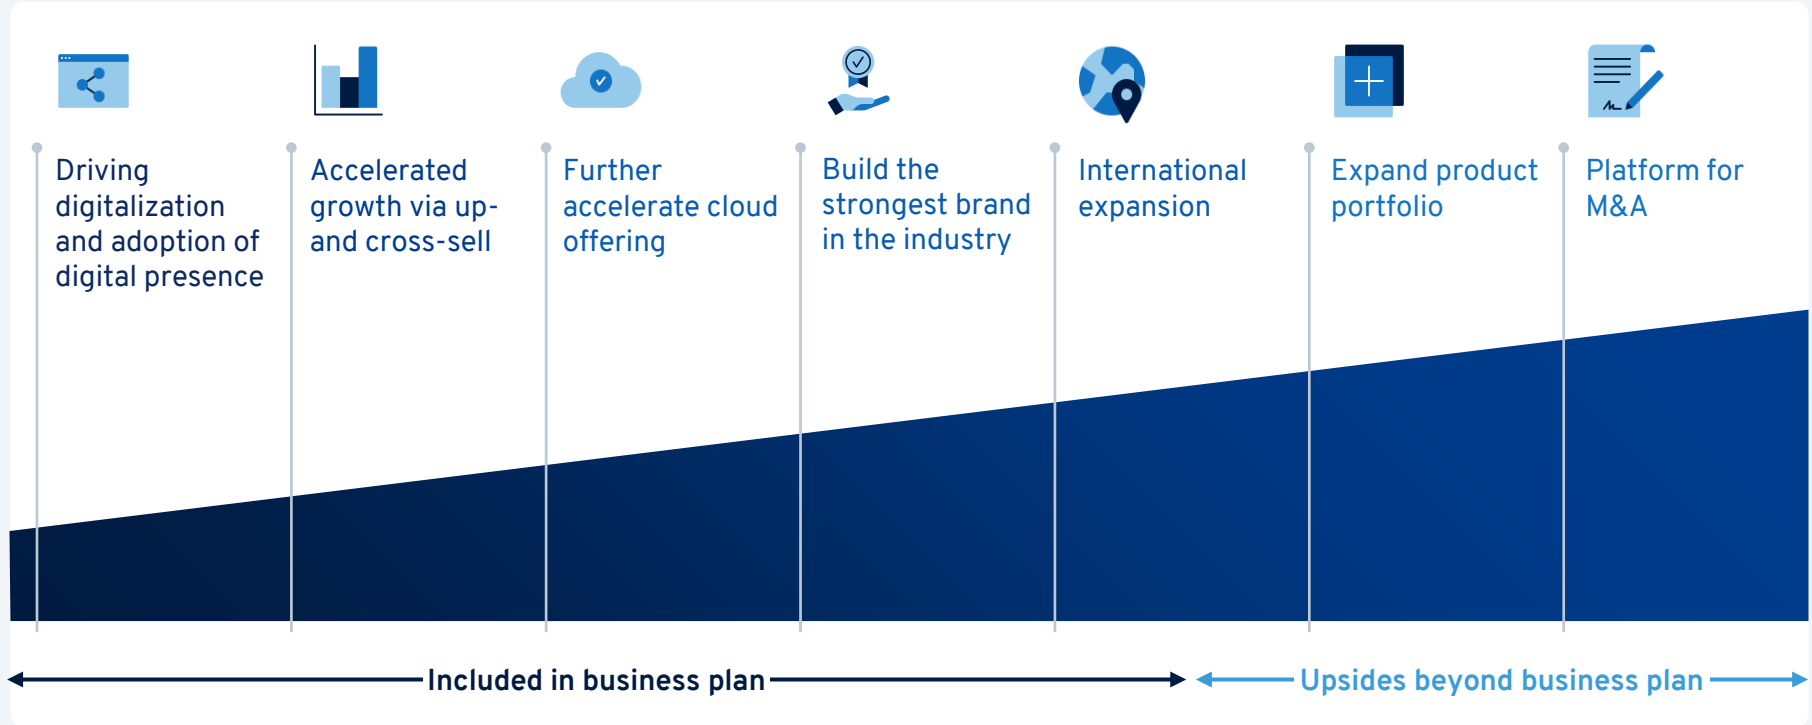 Driving
digitalization
and adoption of
digital presence
Accelerated
growth via up-
and cross-sell
Further
accelerate cloud
offering
Build the
strongest brand
in the industry
International
expansion
Expand product
portfolio
Platform for
M&A
Included in business plan
Upsides beyond business plan